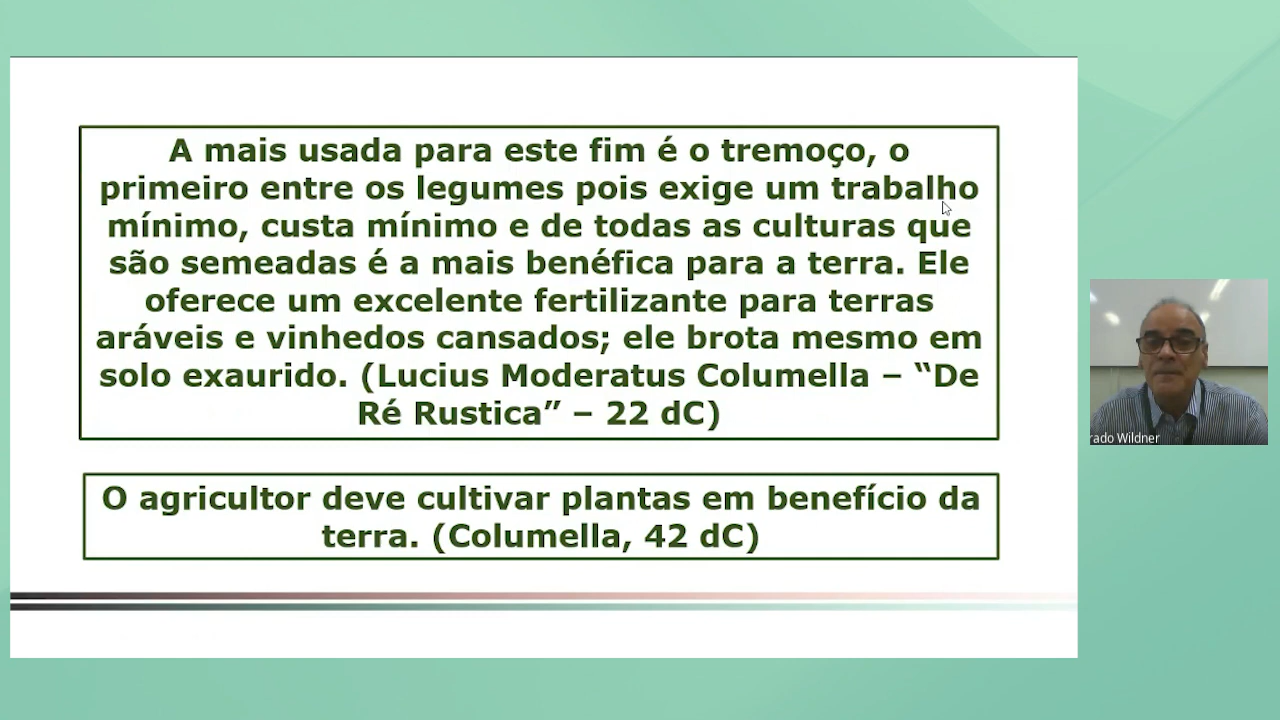 A mais usada para este fim é o tremoço, o
primeiro entre os legumes pois exige um trabalho
mínimo, custa mínimo e de todas as culturas que
são semeadas é a mais benéfica para a terra. Ele
oferece um excelente fertilizante para terras
aráveis e vinhedos cansados; ele brota mesmo em
solo exaurido. (Lucius Moderatus Columella – “De
Ré Rustica” – 22 dC)
O agricultor deve cultivar plantas em benefício da
terra. (Columella, 42 dC)
rado Wildner